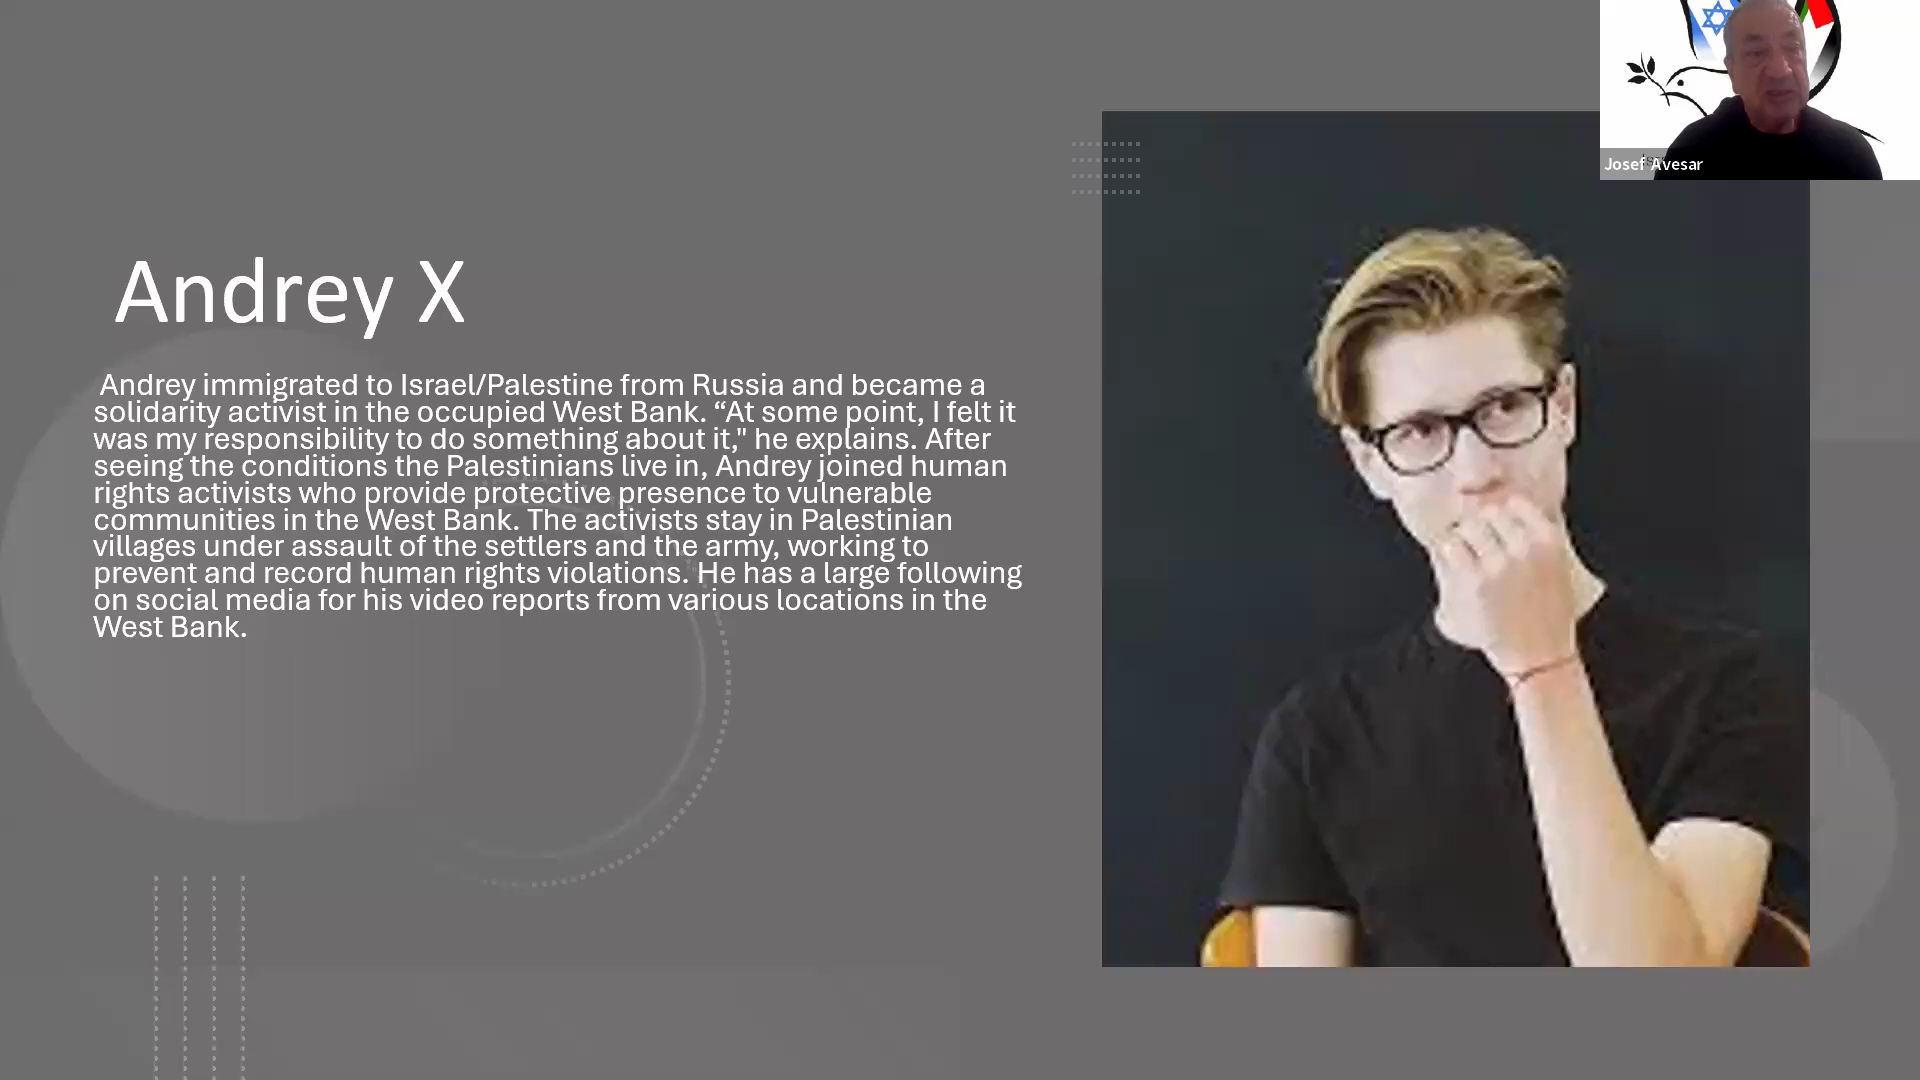 Andrey X
Andrey immigrated to Israel/Palestine from Russia and became a
solidarity activist in the occupied West Bank. “At some point, I felt it
was my responsibility to do something about it," he explains. After
seeing the conditions the Palestinians live in, Andrey joined human
rights activists who provide protective presence to vulnerable
communities in the West Bank. The activists stay in Palestinian
villages under assault of the settlers and the army, working to
prevent and record human rights violations. He has a large following
on social media for his video reports from various locations in the
West Bank.
Josef Avesar